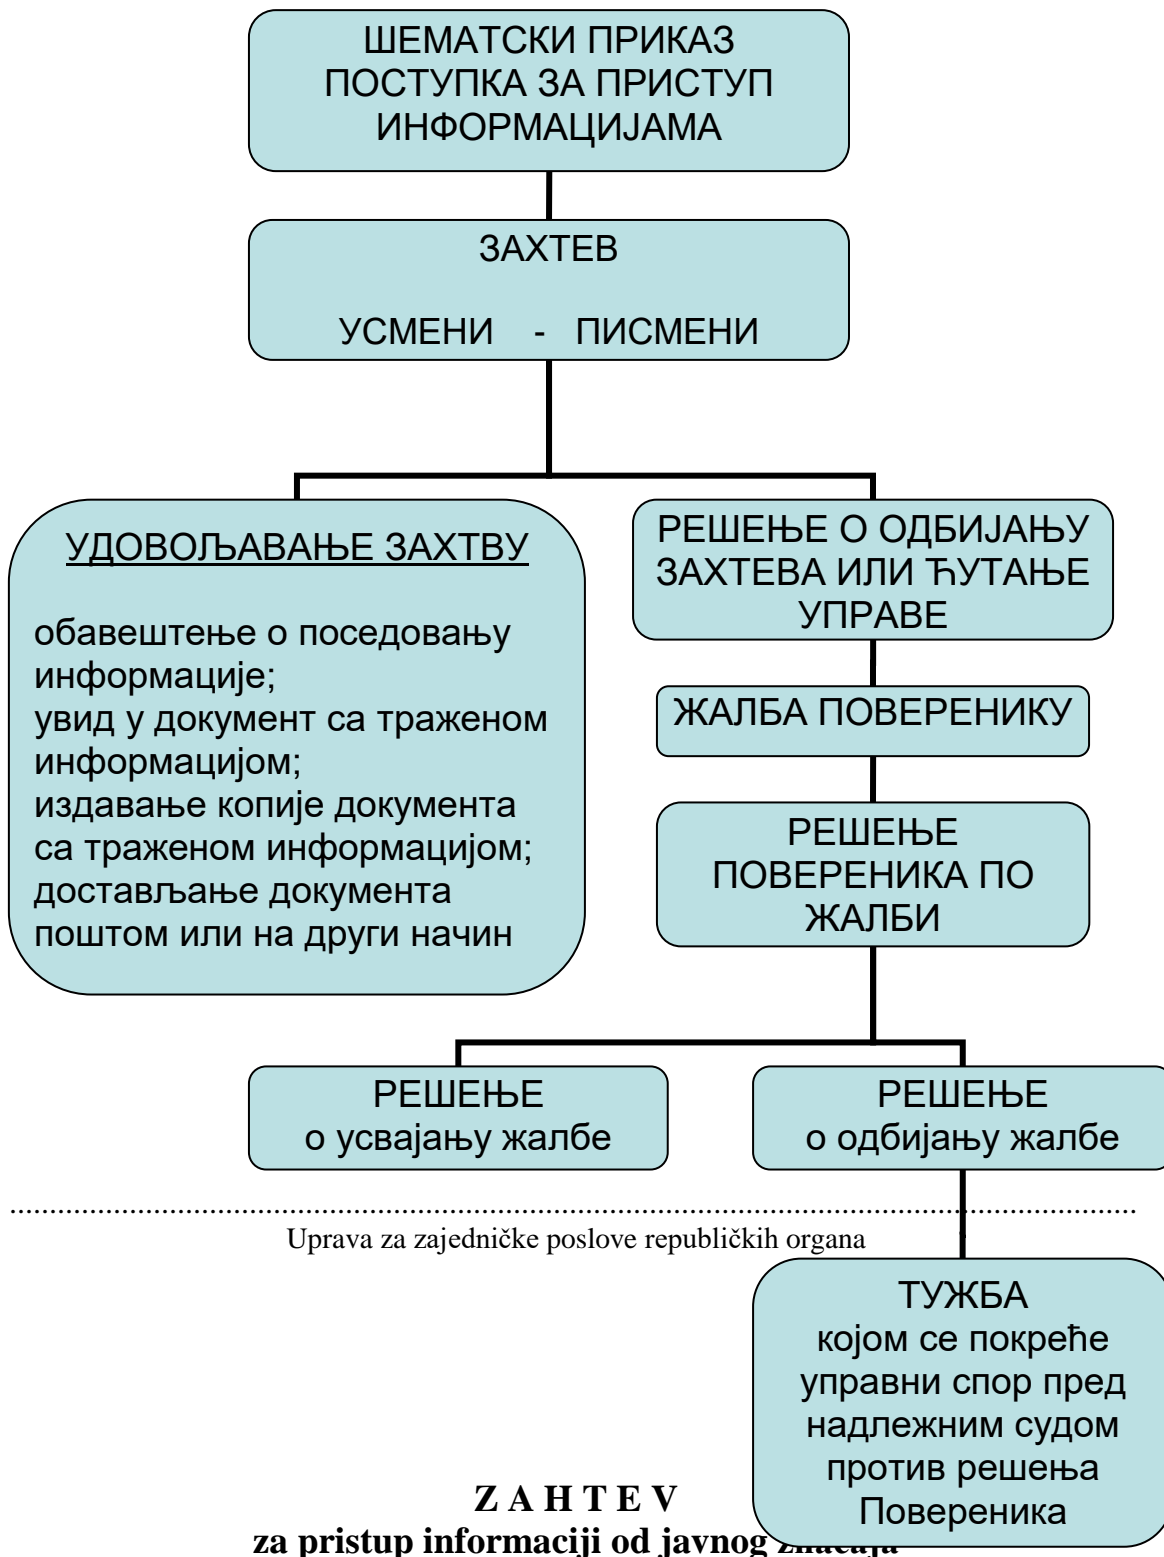 ШЕМАТСКИ ПРИКАЗ
ПОСТУПКА ЗА ПРИСТУП
ИНФОРМАЦИЈАМА
ЗАХТЕВ
УСМЕНИ - ПИСМЕНИ
УДОВОЉАВАЊЕ ЗАХТВУ
обавештење о поседовању
информације;
увид у документ са траженом
информацијом;
издавање копије документа
са траженом информацијом;
достављање документа
поштом или на други начин
РЕШЕЊЕ О ОДБИЈАЊУ
ЗАХТЕВА ИЛИ ЋУТАЊЕ
УПРАВЕ
ЖАЛБА ПОВЕРЕНИКУ
РЕШЕЊЕ
ПОВЕРЕНИКА ПО
ЖАЛБИ
РЕШЕЊЕ
о усвајању жалбе
РЕШЕЊЕ
о одбијању жалбе
Uprava za zajedničke poslove republičkih organa
ТУЖБА
којом се покреће
управни спор пред
надлежним судом
против решења
Повереника
Z A H T E V
za pristup informaciji od javnog značaja